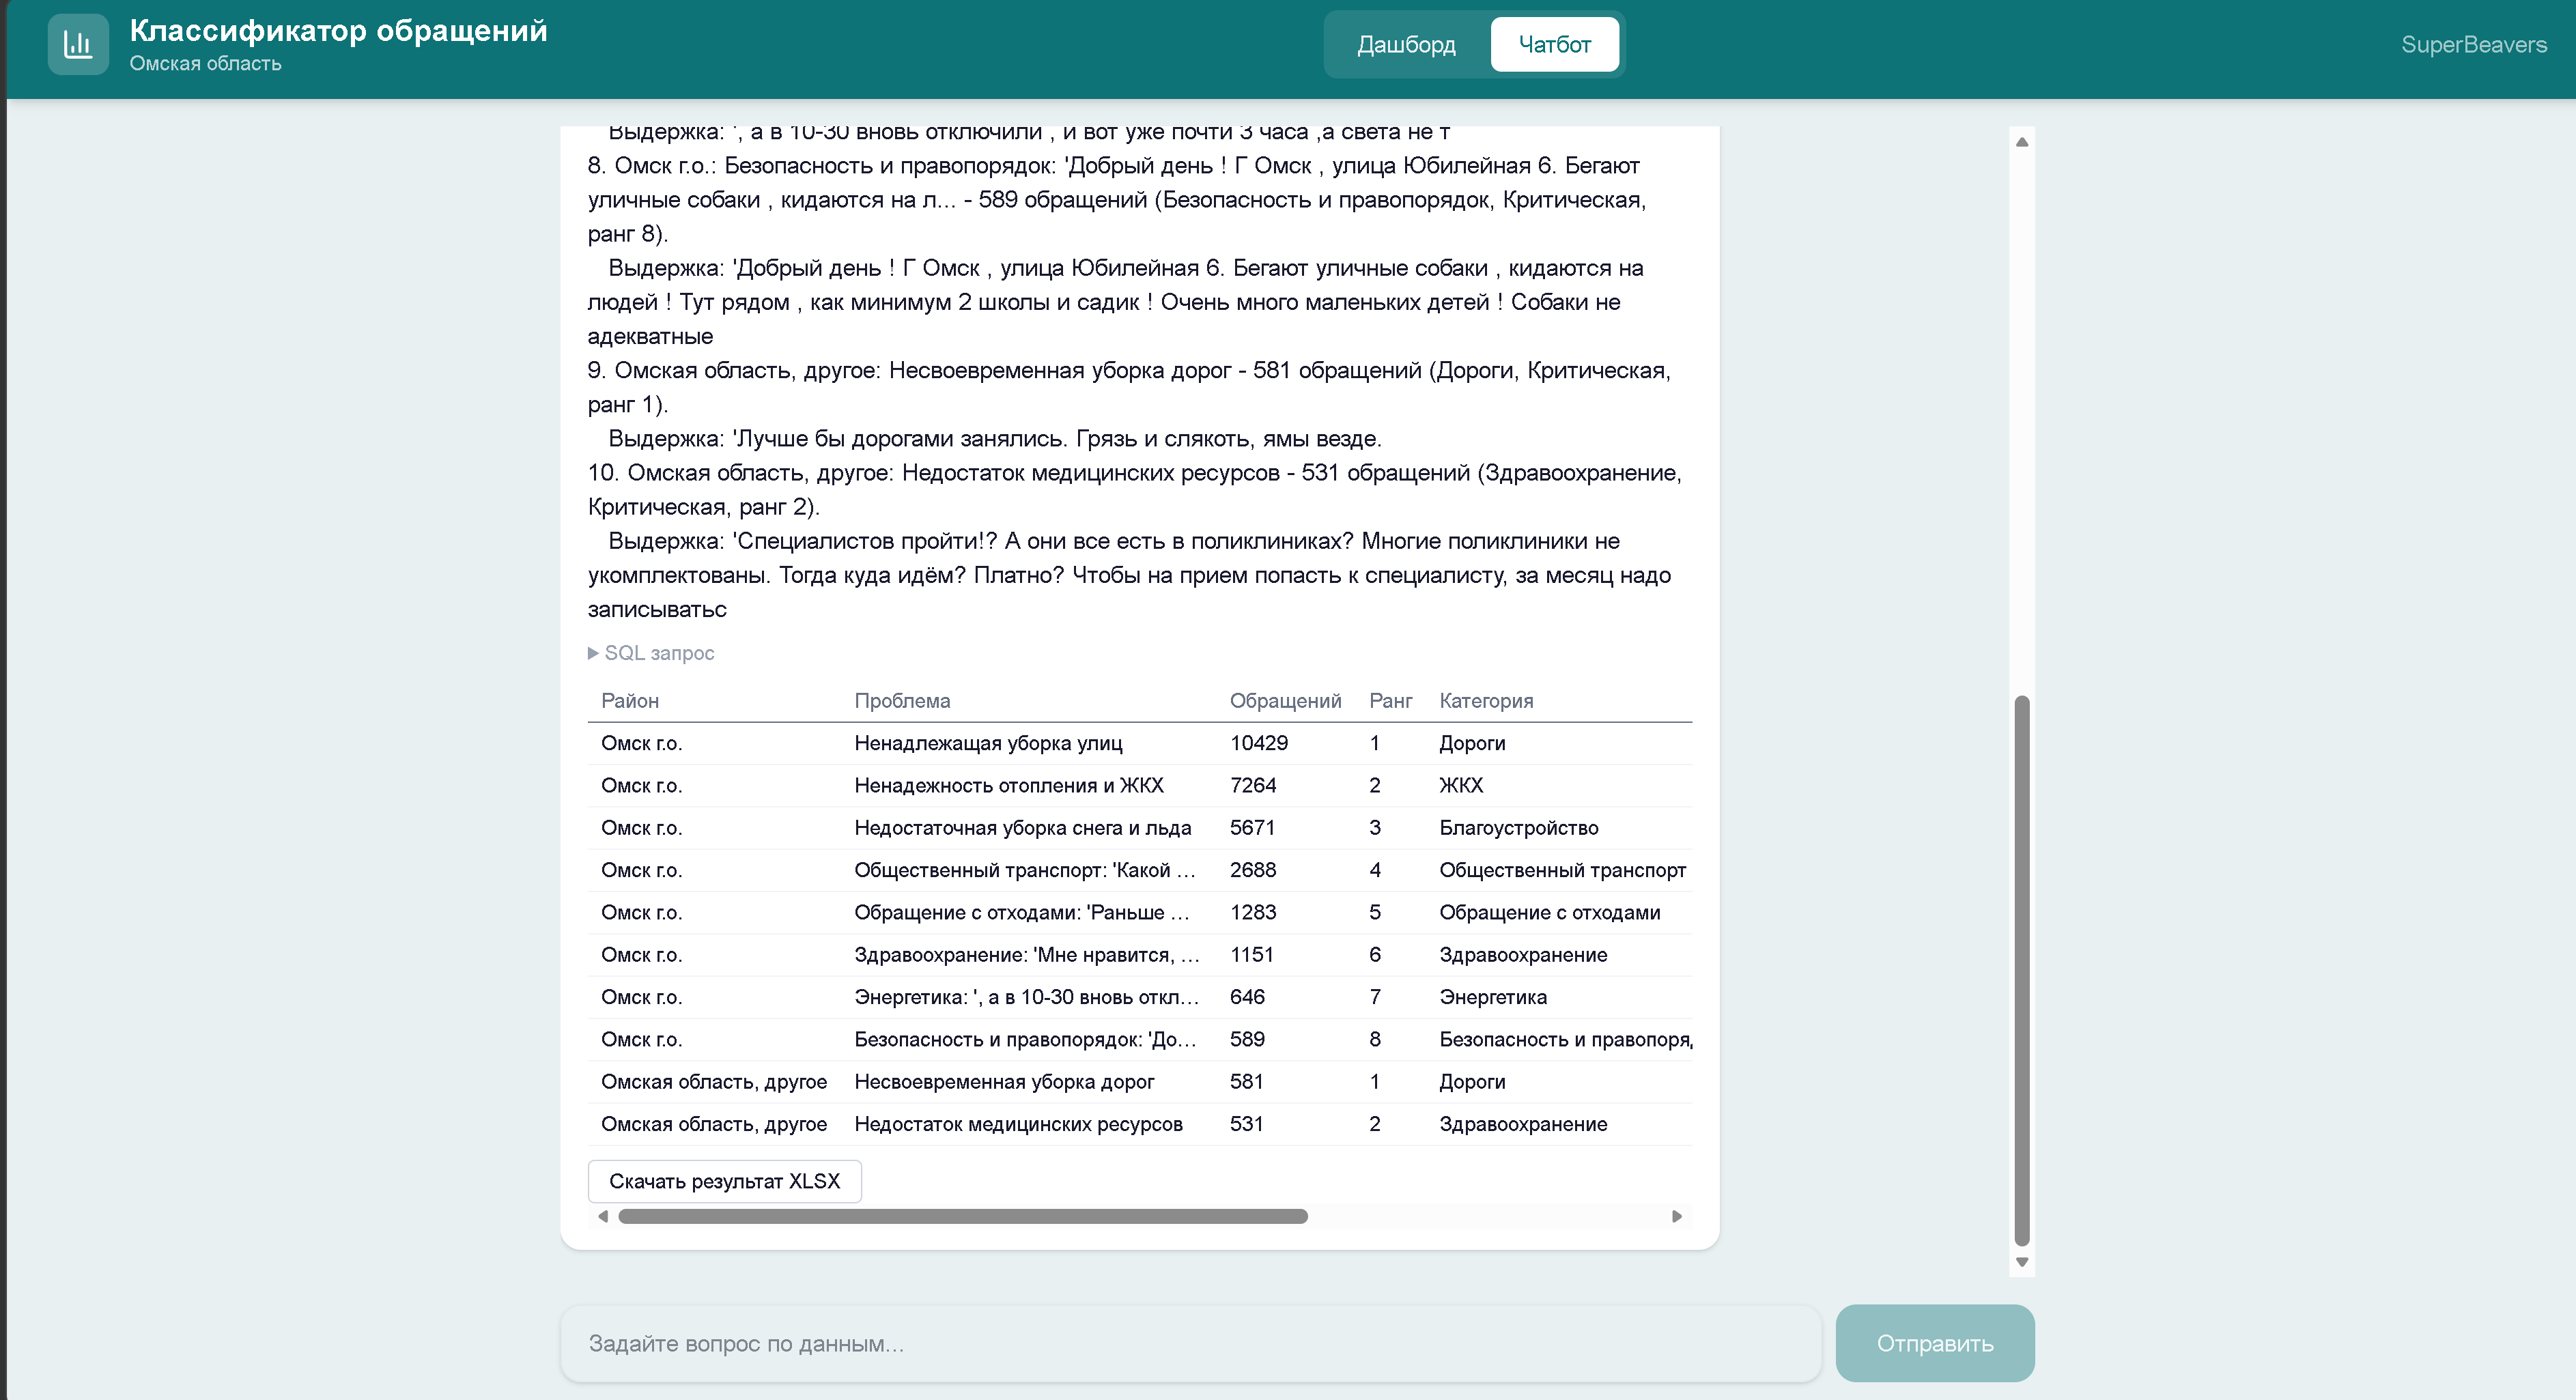 Классификатор обращений
Омская область
Дашборд
Чатбот
SuperBeavers
Выдержка: ', а в 10-30 вновь отключили , и вот уже почти 3 часа ,а света не т
8. Омск г.о.: Безопасность и правопорядок: 'Добрый день ! Г Омск , улица Юбилейная 6. Бегают
уличные собаки , кидаются на л... - 589 обращений (Безопасность и правопорядок, Критическая,
ранг 8).
Выдержка: 'Добрый день ! Г Омск , улица Юбилейная 6. Бегают уличные собаки , кидаются на
людей ! Тут рядом , как минимум 2 школы и садик ! Очень много маленьких детей ! Собаки не
адекватные
9. Омская область, другое: Несвоевременная уборка дорог - 581 обращений (Дороги, Критическая,
ранг 1).
Выдержка: 'Лучше бы дорогами занялись. Грязь и слякоть, ямы везде.
10. Омская область, другое: Недостаток медицинских ресурсов - 531 обращений (Здравоохранение,
Критическая, ранг 2).
Выдержка: 'Специалистов пройти!? А они все есть в поликлиниках? Многие поликлиники не
укомплектованы. Тогда куда идём? Платно? Чтобы на прием попасть к специалисту, за месяц надо
записыватьс
SQL запрос
Район Проблема Обращений Ранг Категория
Омск г.о. Ненадлежащая уборка улиц 10429 1 Дороги
Омск г.о. Ненадежность отопления и ЖКХ 7264 2 ЖКХ
Омск г.о. Недостаточная уборка снега и льда 5671 3 Благоустройство
Омск г.о. Общественный транспорт: 'Какой ... 2688 4 Общественный транспорт
Омск г.о. Обращение с отходами: 'Раньше ... 1283 5 Обращение с отходами
Омск г.о. Здравоохранение: 'Мне нравится, ... 1151 6 Здравоохранение
Омск г.о. Энергетика: ', а в 10-30 вновь откл... 646 7 Энергетика
Омск г.о. Безопасность и правопорядок: 'До... 589 8 Безопасность и правопоряд
Омская область, другое Несвоевременная уборка дорог 581 1 Дороги
Омская область, другое Недостаток медицинских ресурсов 531 2 Здравоохранение
Скачать результат XLSX
Задайте вопрос по данным...
Отправить